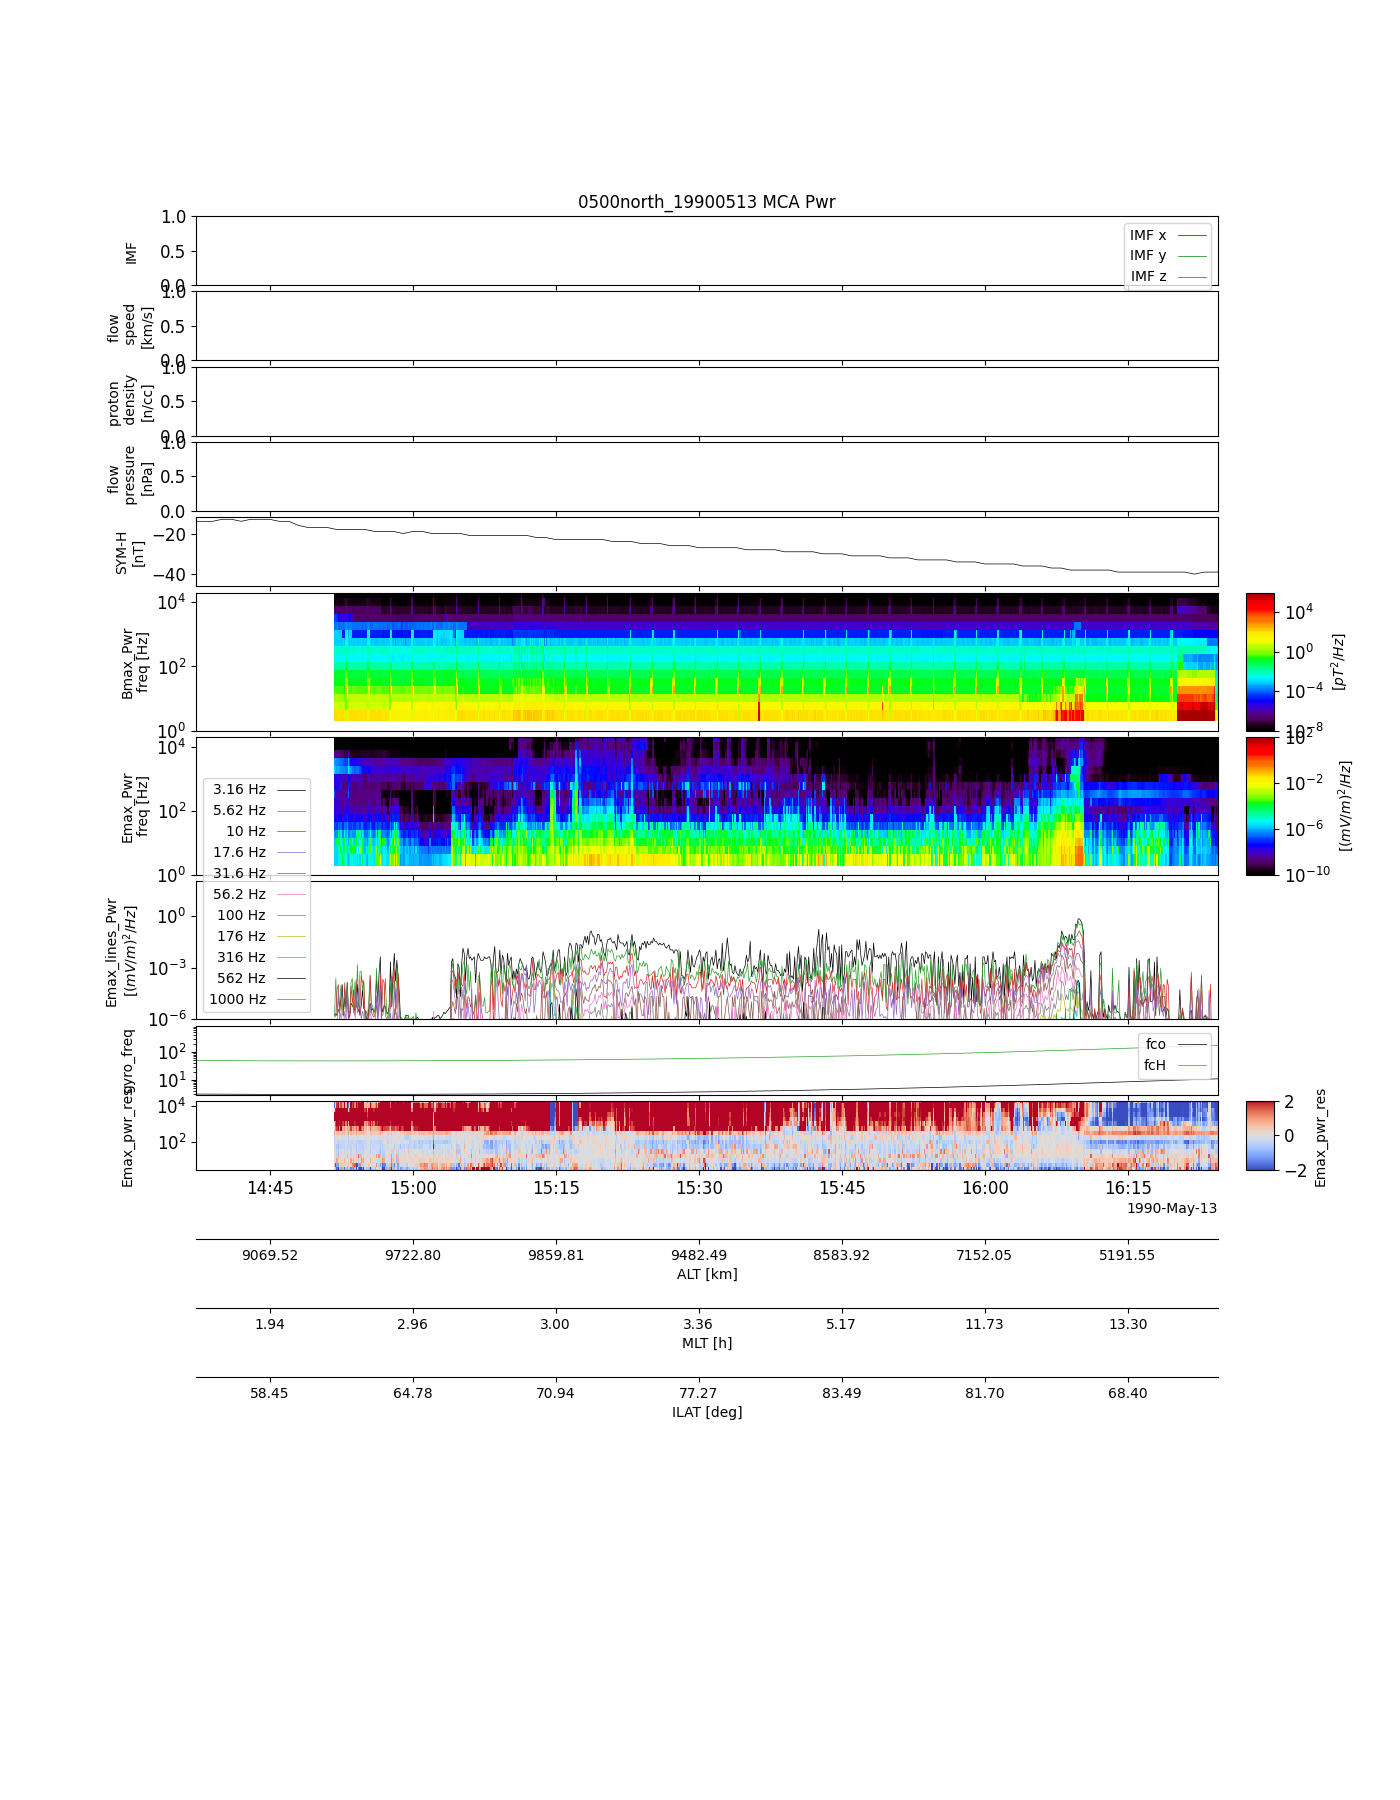 0500north_19900513 MCA Pwr
1.0
0.5
0.0
IMF
IMF x
IMF y
IMF z
1.0
0.5
0.0
flow
speed
[km/s]
1.0
0.5
0.0
proton
density
[n/cc]
1.0
0.5
0.0
flow
pressure
[nPa]
−20
−40
SYM-H
[nT]
10^4
10^2
10^0
Bmax_Pwr
freq [Hz]
10^4
10^0
10^−4
10^−8
[pT^2/Hz]
10^4
10^2
10^0
Emax_Pwr
freq [Hz]
10^2
10^−2
10^−6
10^−10
[(mV/m)^2/Hz]
3.16 Hz
5.62 Hz
10 Hz
17.6 Hz
31.6 Hz
56.2 Hz
100 Hz
176 Hz
316 Hz
562 Hz
1000 Hz
10^0
10^−3
10^−6
Emax_lines_Pwr
[(mV/m)^2/Hz]
10^2
10^1
gyro_freq
fco
fcH
10^4
10^2
Emax_pwr_res
2
0
−2
Emax_pwr_res
14:45 15:00 15:15 15:30 15:45 16:00 16:15
1990-May-13
9069.52 9722.80 9859.81 9482.49 8583.92 7152.05 5191.55
ALT [km]
1.94 2.96 3.00 3.36 5.17 11.73 13.30
MLT [h]
58.45 64.78 70.94 77.27 83.49 81.70 68.40
ILAT [deg]